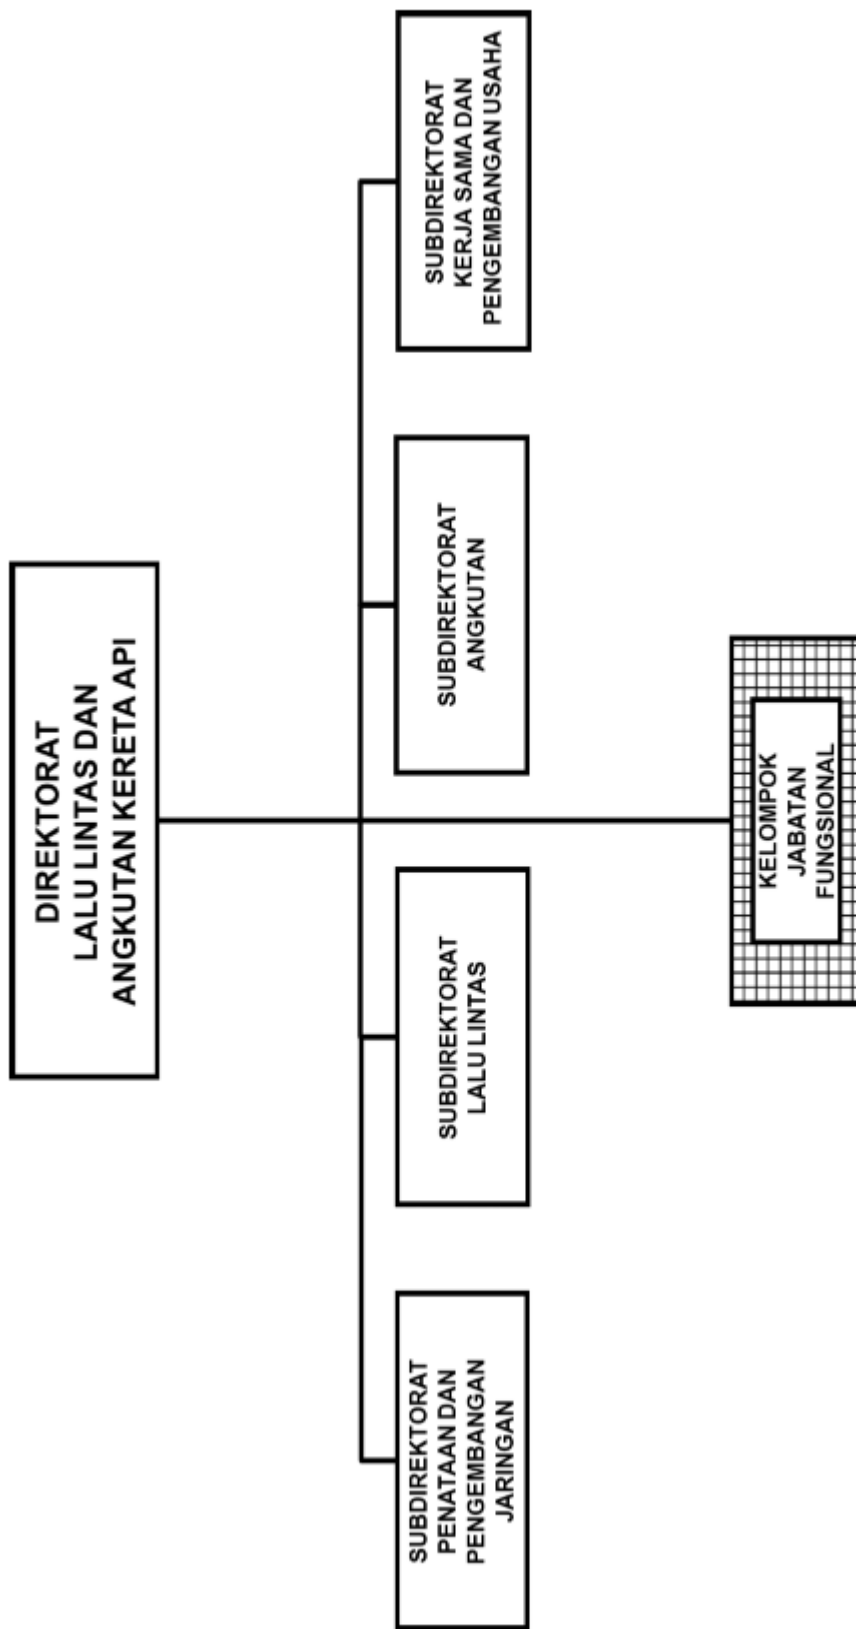 DIREKTORAT
LALU LINTAS DAN
ANGKUTAN KERETA API
SUBDIREKTORAT
PENATAAN DAN
PENGEMBANGAN
JARINGAN
SUBDIREKTORAT
LALU LINTAS
SUBDIREKTORAT
ANGKUTAN
SUBDIREKTORAT
KERJA SAMA DAN
PENGEMBANGAN USAHA
KELOMPOK
JABATAN
FUNGSIONAL